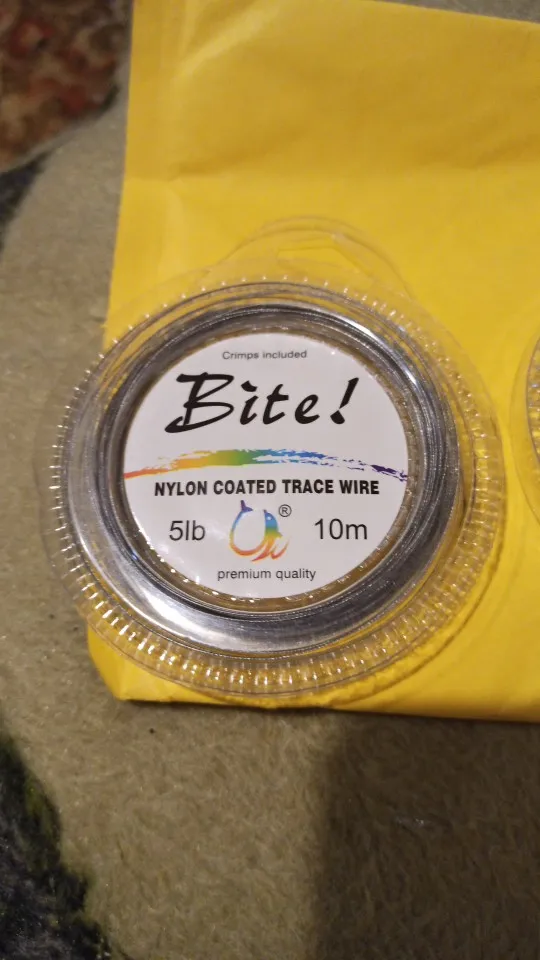 Crimps included
Bite!
NYLON COATED TRACE WIRE
5lb ® 10m
premium quality